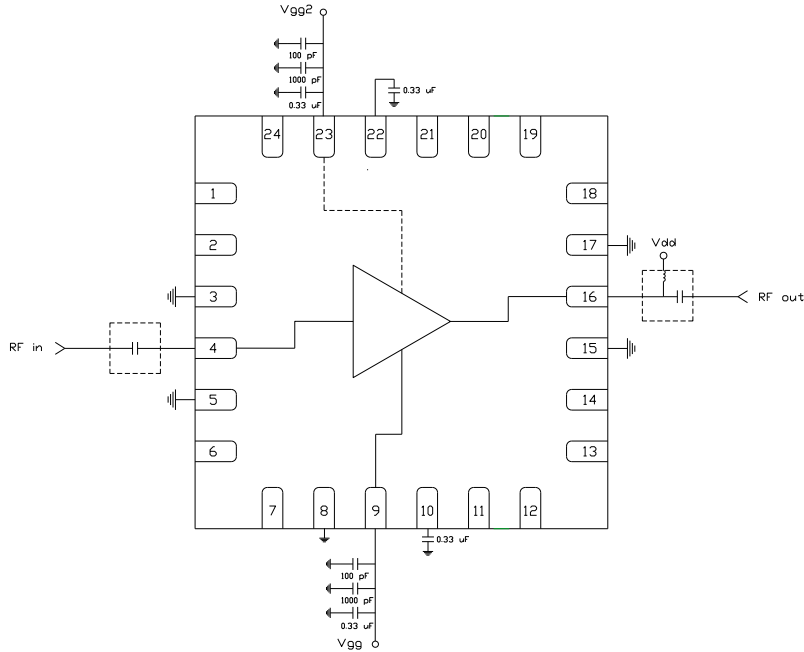 Vgg2
100 pF
1000 pF
0.33 uF
0.33 uF
24 23 22 21 20 19
1 18
2 17
Vdd
3 16
RF out
RF in
4 15
5 14
6 13
7 8 9 10 11 12
0.33 uF
100 pF
1000 pF
0.33 uF
Vgg